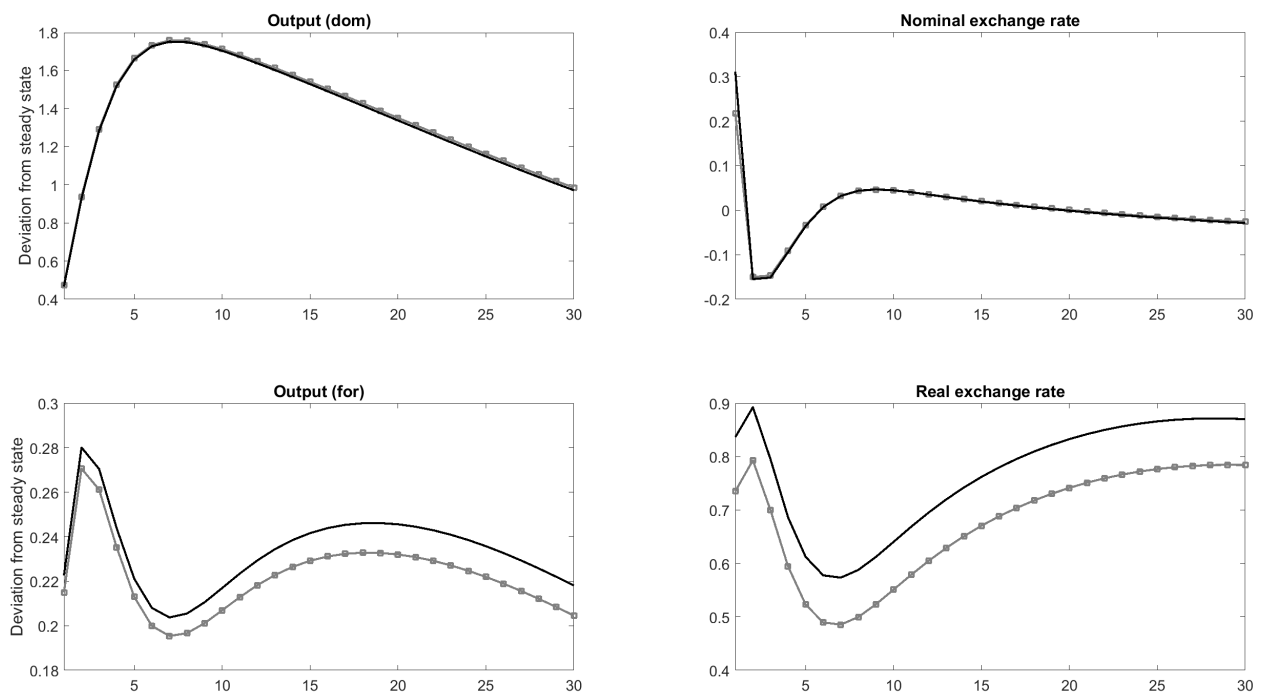 Output (dom)
Deviation from steady state
1.8
1.6
1.4
1.2
1
0.8
0.6
0.4
5 10 15 20 25 30
Nominal exchange rate
0.4
0.3
0.2
0.1
0
-0.1
-0.2
5 10 15 20 25 30
Output (for)
Deviation from steady state
0.3
0.28
0.26
0.24
0.22
0.2
0.18
5 10 15 20 25 30
Real exchange rate
0.9
0.8
0.7
0.6
0.5
0.4
5 10 15 20 25 30